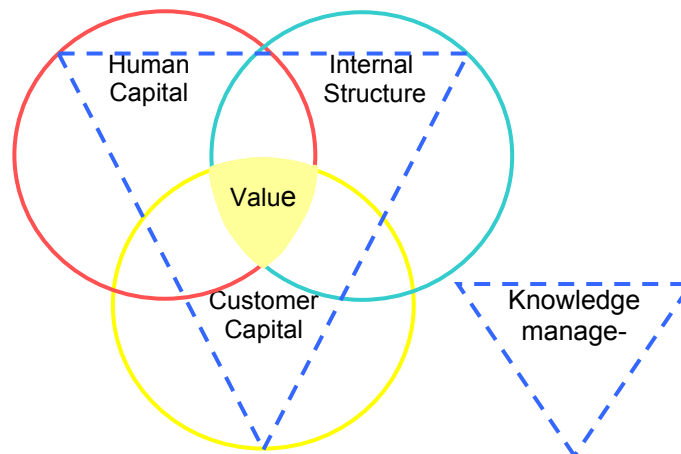 Human
Capital
Internal
Structure
Value
Customer
Capital
Knowledge
manage-